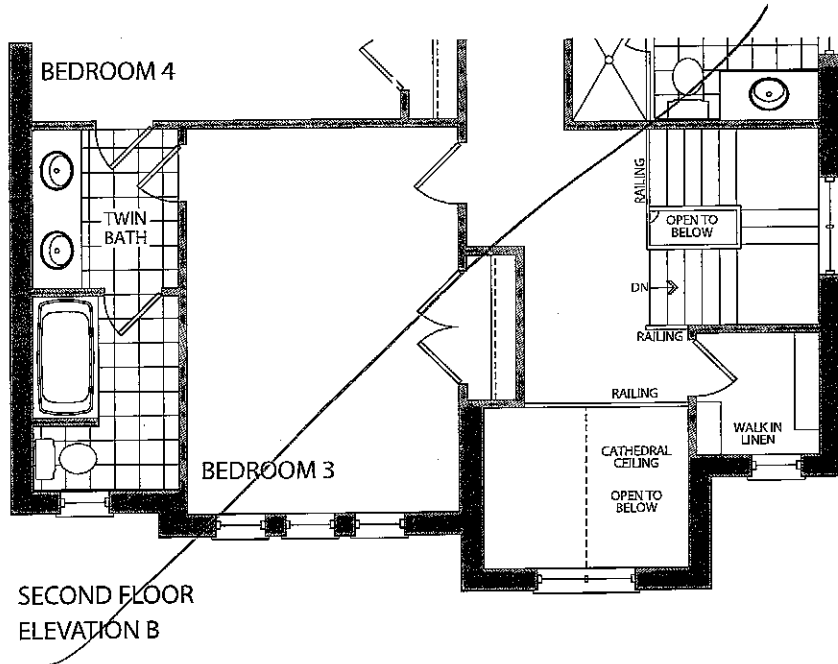 BEDROOM 4
TWIN
BATH
RAILING
OPEN TO
BELOW
DN
RAILING
RAILING
WALK IN
LINEN
CATHEDRAL
CEILING
OPEN TO
BELOW
BEDROOM 3
SECOND FLOOR
ELEVATION B